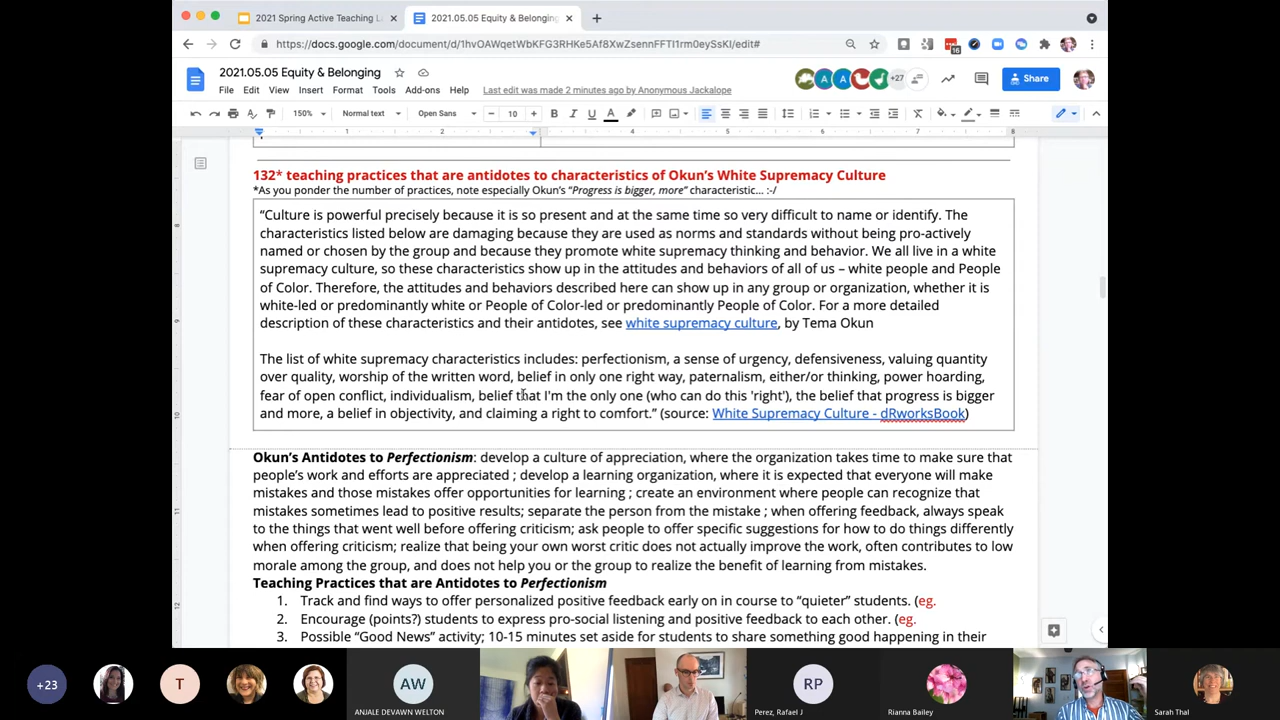 2021 Spring Active Teaching L
2021.05.05 Equity & Belonging
https://docs.google.com/document/d/1hvOAWqetWbKFG3RHKe5Af8XwZsennFFTI1rm0eySsKI/edit#
16
2021.05.05 Equity & Belonging
+27
Share
File Edit View Insert Format Tools Add-ons Help Last edit was made 2 minutes ago by Anonymous Jackalope
150% Normal text Open Sans 10 B I U A
1 2 3 4 5 6 7 8
132* teaching practices that are antidotes to characteristics of Okun's White Supremacy Culture
*As you ponder the number of practices, note especially Okun's "Progress is bigger, more" characteristic... :-/
"Culture is powerful precisely because it is so present and at the same time so very difficult to name or identify. The
characteristics listed below are damaging because they are used as norms and standards without being pro-actively
named or chosen by the group and because they promote white supremacy thinking and behavior. We all live in a white
supremacy culture, so these characteristics show up in the attitudes and behaviors of all of us – white people and People
of Color. Therefore, the attitudes and behaviors described here can show up in any group or organization, whether it is
white-led or predominantly white or People of Color-led or predominantly People of Color. For a more detailed
description of these characteristics and their antidotes, see white supremacy culture, by Tema Okun
The list of white supremacy characteristics includes: perfectionism, a sense of urgency, defensiveness, valuing quantity
over quality, worship of the written word, belief in only one right way, paternalism, either/or thinking, power hoarding,
fear of open conflict, individualism, belief that I'm the only one (who can do this 'right'), the belief that progress is bigger
and more, a belief in objectivity, and claiming a right to comfort." (source: White Supremacy Culture - dRworksBook)
Okun's Antidotes to Perfectionism: develop a culture of appreciation, where the organization takes time to make sure that
people's work and efforts are appreciated ; develop a learning organization, where it is expected that everyone will make
mistakes and those mistakes offer opportunities for learning ; create an environment where people can recognize that
mistakes sometimes lead to positive results; separate the person from the mistake ; when offering feedback, always speak
to the things that went well before offering criticism; ask people to offer specific suggestions for how to do things differently
when offering criticism; realize that being your own worst critic does not actually improve the work, often contributes to low
morale among the group, and does not help you or the group to realize the benefit of learning from mistakes.
Teaching Practices that are Antidotes to Perfectionism
1. Track and find ways to offer personalized positive feedback early on in course to "quieter" students. (eg.
2. Encourage (points?) students to express pro-social listening and positive feedback to each other. (eg.
3. Possible "Good News" activity; 10-15 minutes set aside for students to share something good happening in their
8
9
10
11
12
+23
T
AW
RP
ANJALE DEVAWN WELTON
Perez, Rafael J
Rianna Bailey
Sarah Thal